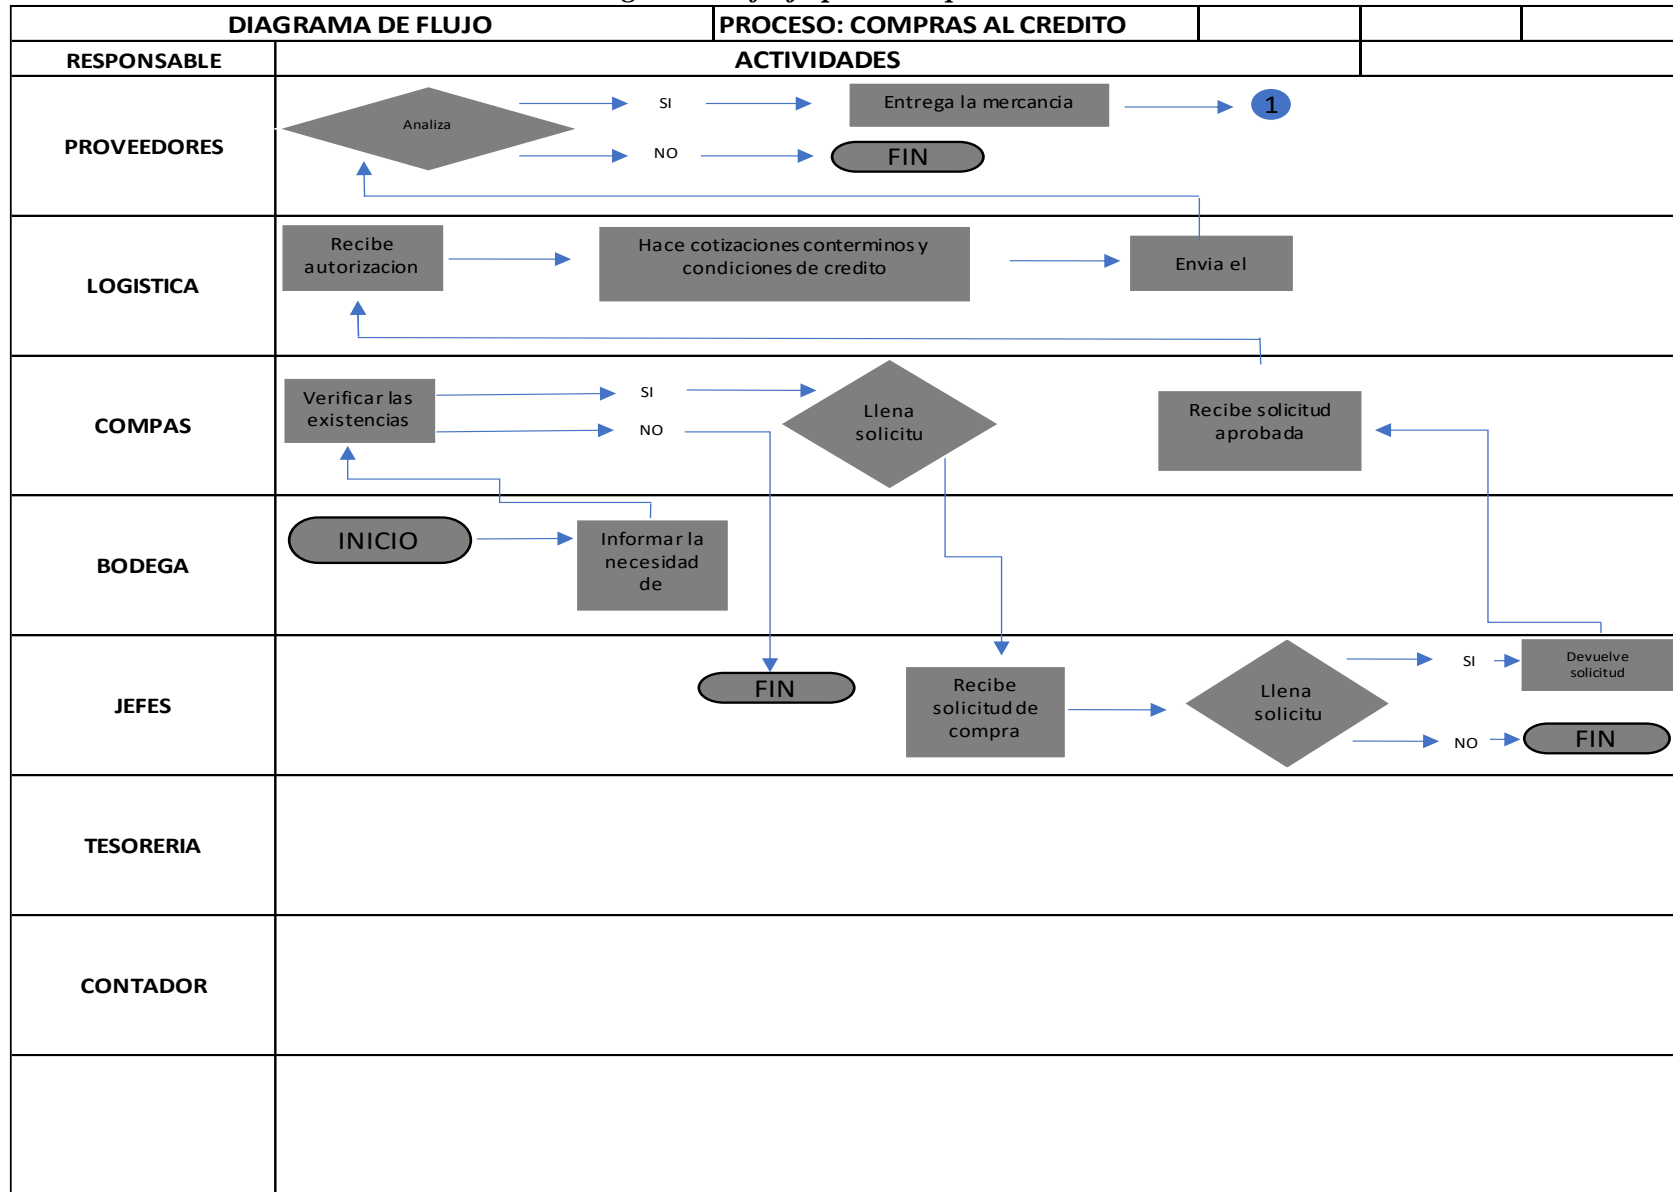 DIAGRAMA DE FLUJO
PROCESO: COMPRAS AL CREDITO
RESPONSABLE
ACTIVIDADES
PROVEEDORES
Analiza
SI
Entrega la mercancia
1
NO
FIN
LOGISTICA
Recibe
autorizacion
Hace cotizaciones conterminos y
condiciones de credito
Envia el
COMPAS
Verificar las
existencias
SI
NO
Llena
solicitu
Recibe solicitud
aprobada
BODEGA
INICIO
Informar la
necesidad
de
JEFES
FIN
Recibe
solicitud de
compra
Llena
solicitu
SI
Devuelve
solicitud
NO
FIN
TESORERIA
CONTADOR